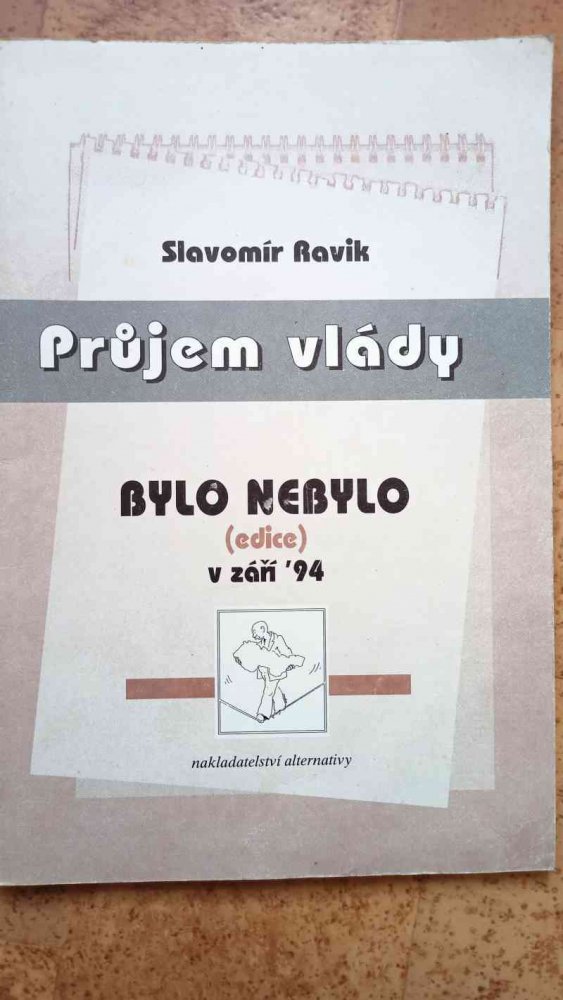 Slavomír Ravik
Průjem vlády
BYLO NEBYLO
(edice)
v září '94
nakladatelství alternativy